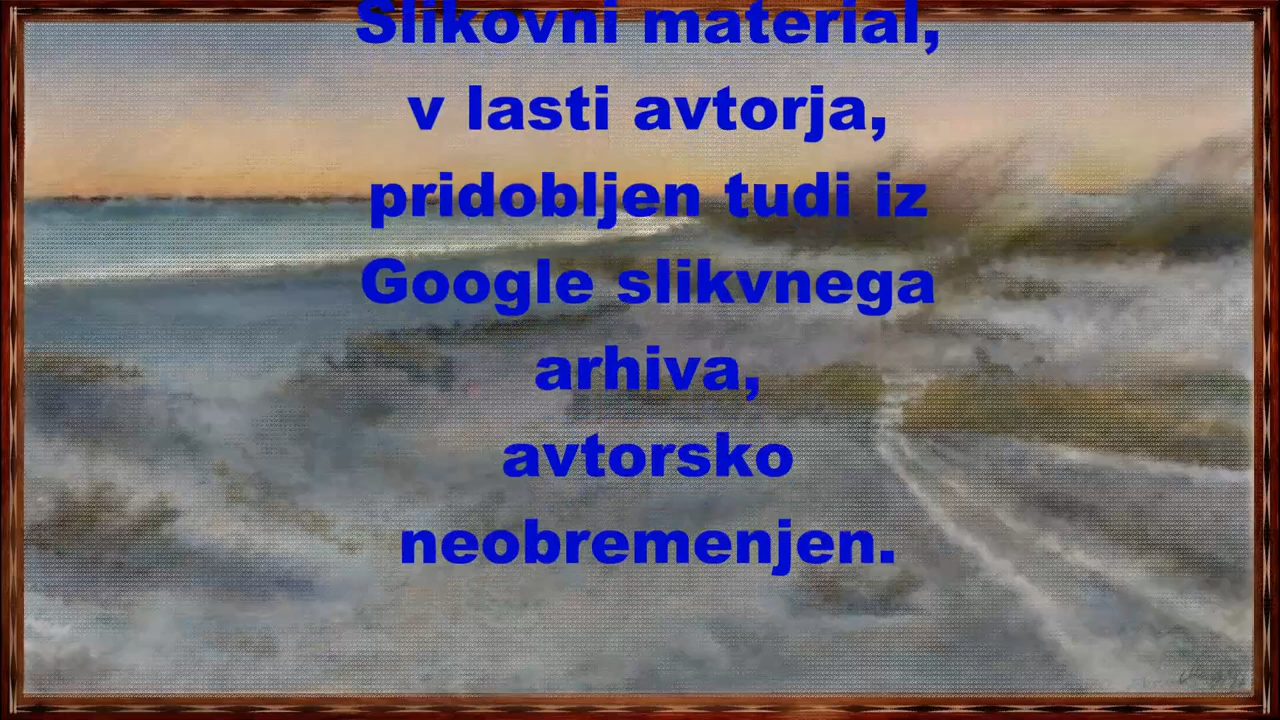 Slikovni material,
v lasti avtorja,
pridobljen tudi iz
Google slikvnega
arhiva,
avtorsko
neobremenjen.